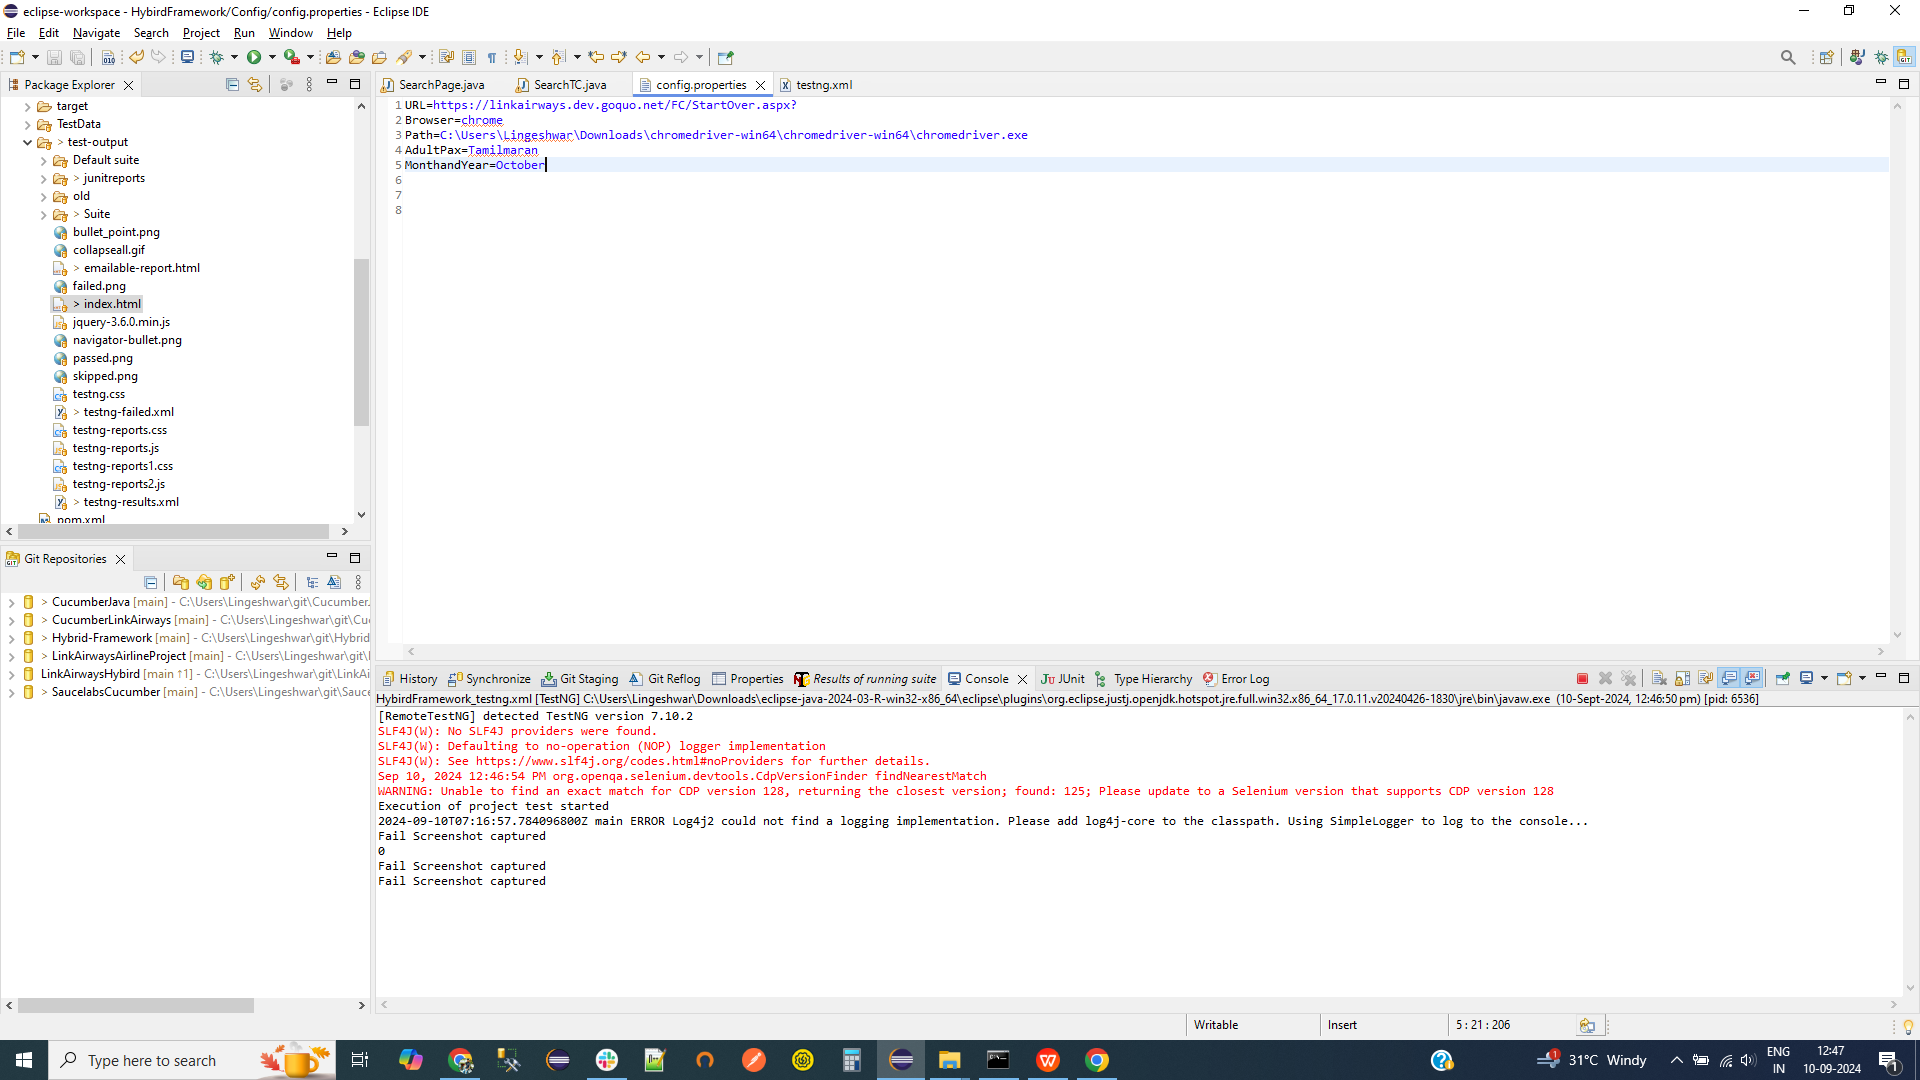 eclipse-workspace - HybirdFramework/Config/config.properties - Eclipse IDE
File Edit Navigate Search Project Run Window Help
Package Explorer
target
TestData
> test-output
Default suite
> junitreports
old
> Suite
bullet_point.png
collapseall.gif
> emailable-report.html
failed.png
> index.html
jquery-3.6.0.min.js
navigator-bullet.png
passed.png
skipped.png
testng.css
> testng-failed.xml
testng-reports.css
testng-reports.js
testng-reports1.css
testng-reports2.js
> testng-results.xml
pom.xml
Git Repositories
> CucumberJava [main] - C:\Users\Lingeshwar\git\Cucumber
> CucumberLinkAirways [main] - C:\Users\Lingeshwar\git\Cu
> Hybrid-Framework [main] - C:\Users\Lingeshwar\git\Hybrid
> LinkAirwaysAirlineProject [main] - C:\Users\Lingeshwar\git\
LinkAirwaysHybird [main ↑1] - C:\Users\Lingeshwar\git\LinkAi
> SaucelabsCucumber [main] - C:\Users\Lingeshwar\git\Sauce
SearchPage.java SearchTC.java config.properties testng.xml
1 URL=https://linkairways.dev.goquo.net/FC/StartOver.aspx?
2 Browser=chrome
3 Path=C:\Users\Lingeshwar\Downloads\chromedriver-win64\chromedriver-win64\chromedriver.exe
4 AdultPax=Tamilmaran
5 MonthandYear=October
6
7
8
History Synchronize Git Staging Git Reflog Properties Results of running suite Console Ju JUnit Type Hierarchy Error Log
HybirdFramework_testng.xml [TestNG] C:\Users\Lingeshwar\Downloads\eclipse-java-2024-03-R-win32-x86_64\eclipse\plugins\org.eclipse.justj.openjdk.hotspot.jre.full.win32.x86_64_17.0.11.v20240426-1830\jre\bin\javaw.exe (10-Sept-2024, 12:46:50 pm) [pid: 6536]
[RemoteTestNG] detected TestNG version 7.10.2
SLF4J(W): No SLF4J providers were found.
SLF4J(W): Defaulting to no-operation (NOP) logger implementation
SLF4J(W): See https://www.slf4j.org/codes.html#noProviders for further details.
Sep 10, 2024 12:46:54 PM org.openqa.selenium.devtools.CdpVersionFinder findNearestMatch
WARNING: Unable to find an exact match for CDP version 128, returning the closest version; found: 125; Please update to a Selenium version that supports CDP version 128
Execution of project test started
2024-09-10T07:16:57.784096800Z main ERROR Log4j2 could not find a logging implementation. Please add log4j-core to the classpath. Using SimpleLogger to log to the console...
Fail Screenshot captured
0
Fail Screenshot captured
Fail Screenshot captured
Writable Insert 5 : 21 : 206
Type here to search
31°C Windy
ENG
IN
12:47
10-09-2024
1